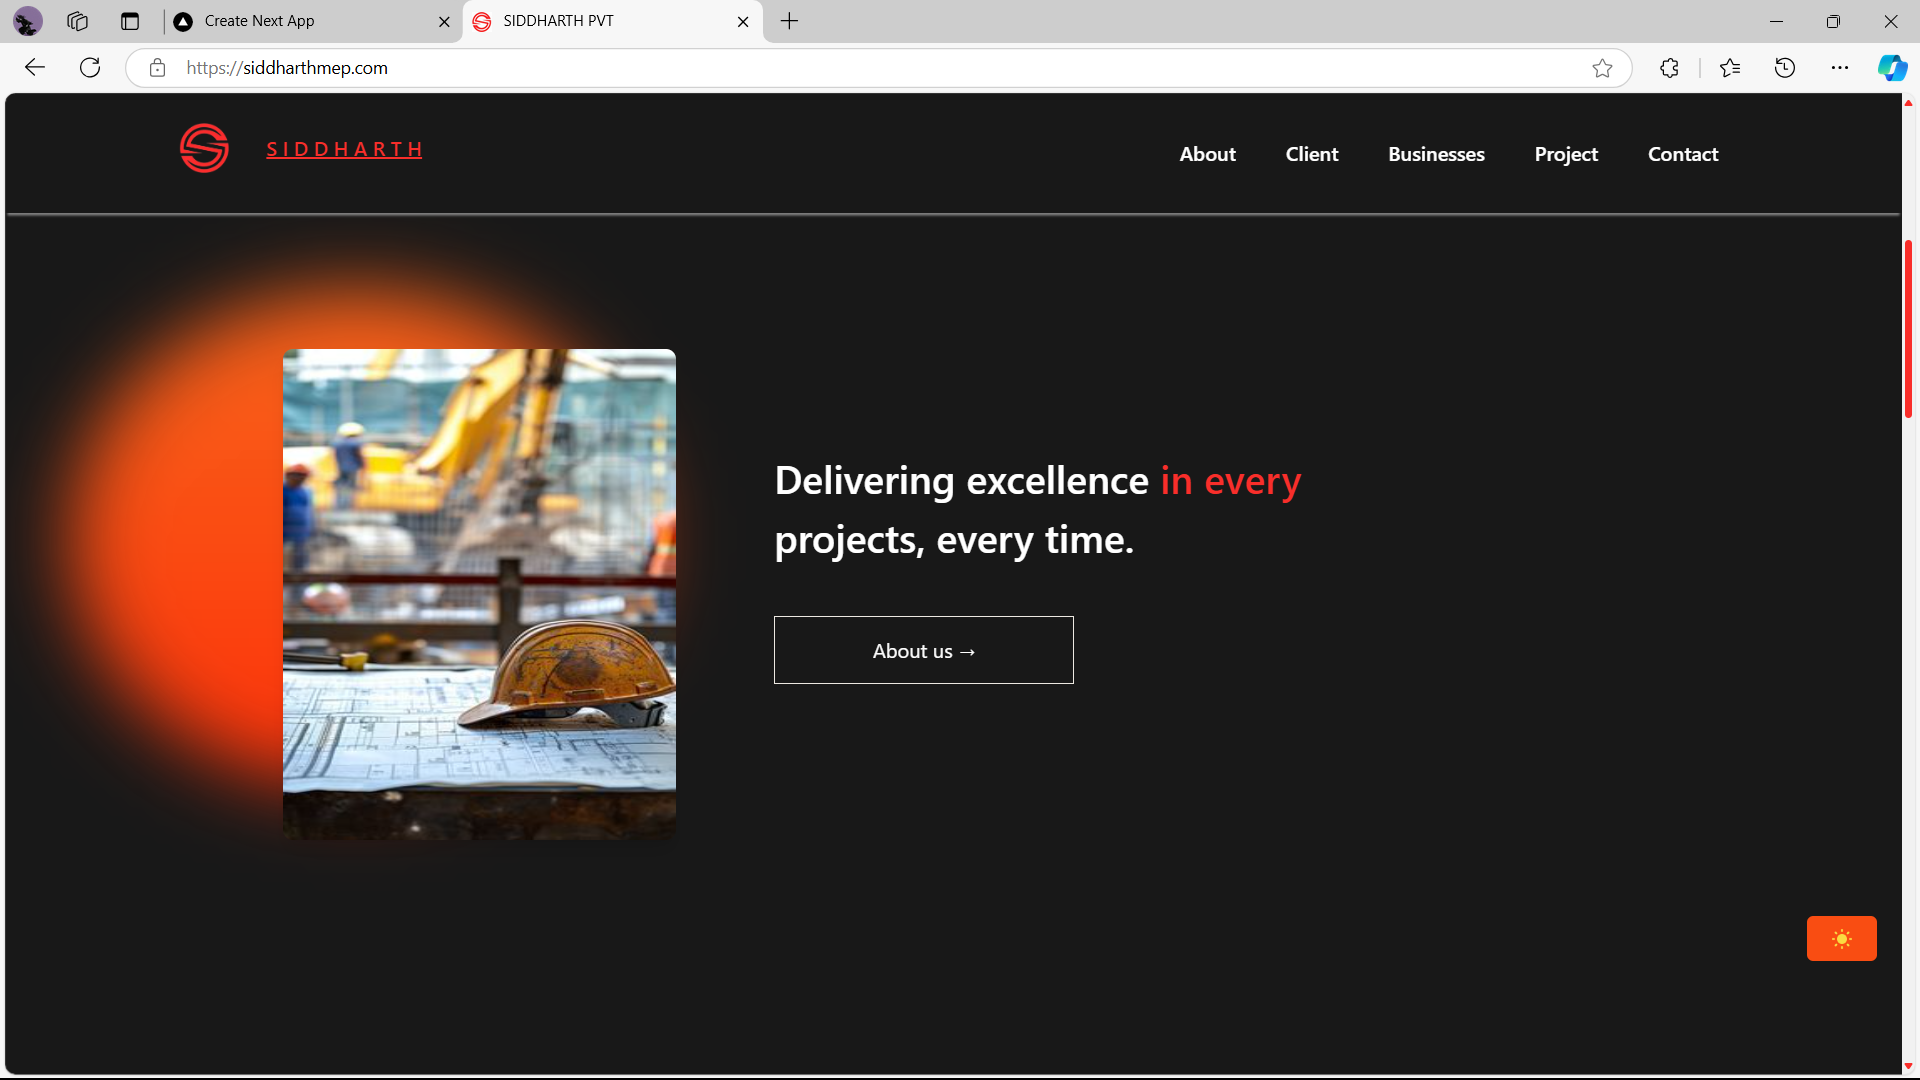 Create Next App
SIDDHARTH PVT
https://siddharthmep.com
SIDDHARTH
About
Client
Businesses
Project
Contact
Delivering excellence in every
projects, every time.
About us →